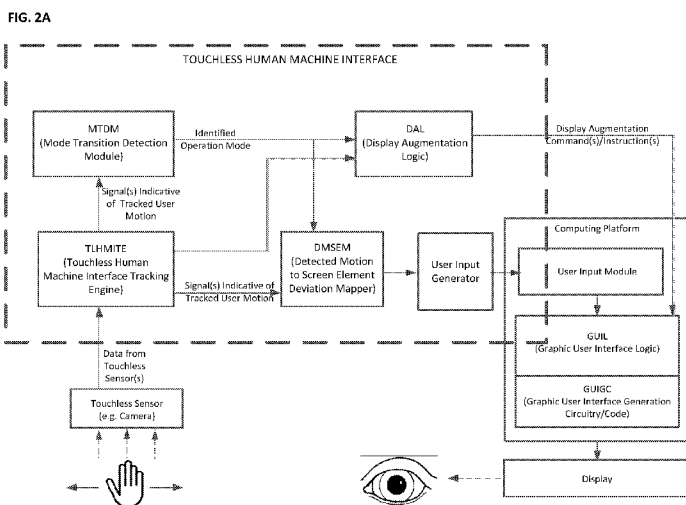 FIG. 2A
TOUCHLESS HUMAN MACHINE INTERFACE
MTDM
(Mode Transition Detection
Module}
Identified
Operation Mode
DAL
(Display Augmentation
Logic)
Display Augmentation
Command(s)/Instruction(s)
Signal(s) Indicative
of Tracked User
Motion
TLHMITE
(Touchless Human
Machine Interface Tracking
Engine}
Signal(s) Indicative of
Tracked User Motion
DMSEM
(Detected Motion
to Screen Element
Deviation Mapper)
User Input
Generator
Computing Platform
User Input Module
GUIL
(Graphic User Interface Logic)
GUIGC
(Graphic User Interface Generation
Circuitry/Code)
Data from
Touchless
Sensor(s)
Touchless Sensor
(e.g. Camera}
Display